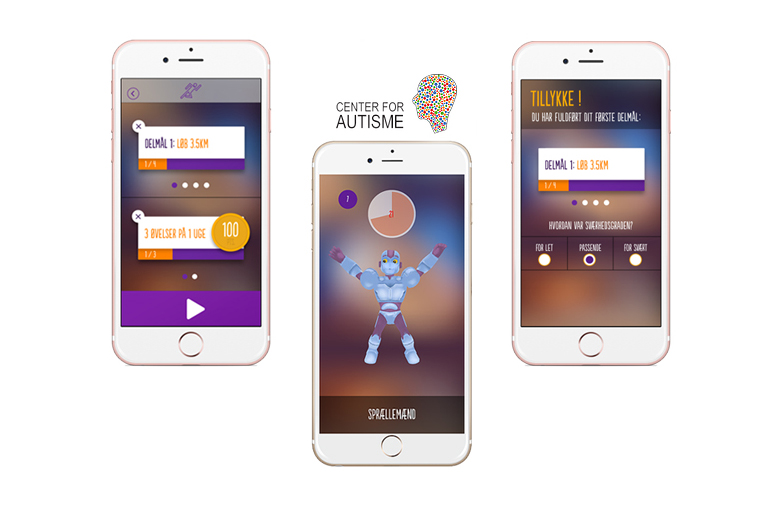 DELMÅL 1: LØB 3.5KM
1/4
3 ØVELSER PÅ 1 UGE
100
1/3
CENTER FOR
AUTISME
1
SPRÆLLEMÆND
TILLYKKE !
DU HAR FULDFØRT DIT FØRSTE DELMÅL:
DELMÅL 1: LØB 3.5KM
1/4
HVORDAN VAR SVÆRHEDSGRADEN?
FOR LET
PASSENDE
FOR SVÆRT